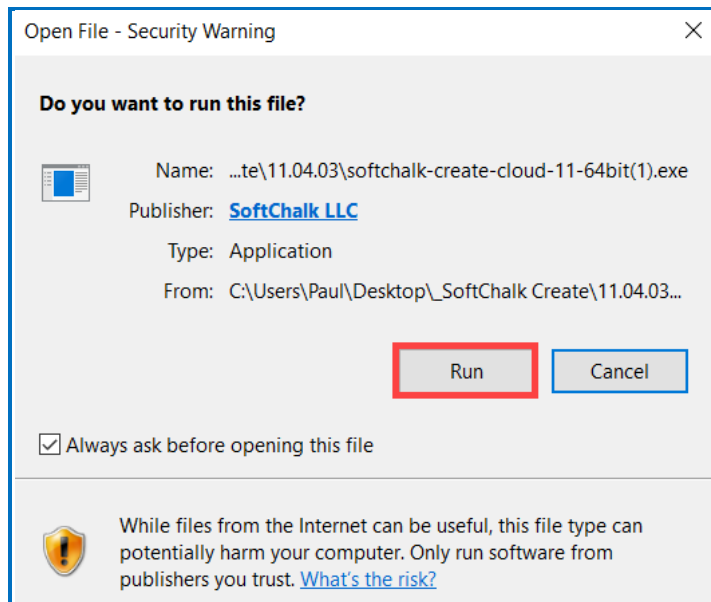 Open File - Security Warning
Do you want to run this file?
Name: ...te\11.04.03\softchalk-create-cloud-11-64bit(1).exe
Publisher: SoftChalk LLC
Type: Application
From: C:\Users\Paul\Desktop\_SoftChalk Create\11.04.03...
Run Cancel
Always ask before opening this file
While files from the Internet can be useful, this file type can
potentially harm your computer. Only run software from
publishers you trust. What's the risk?